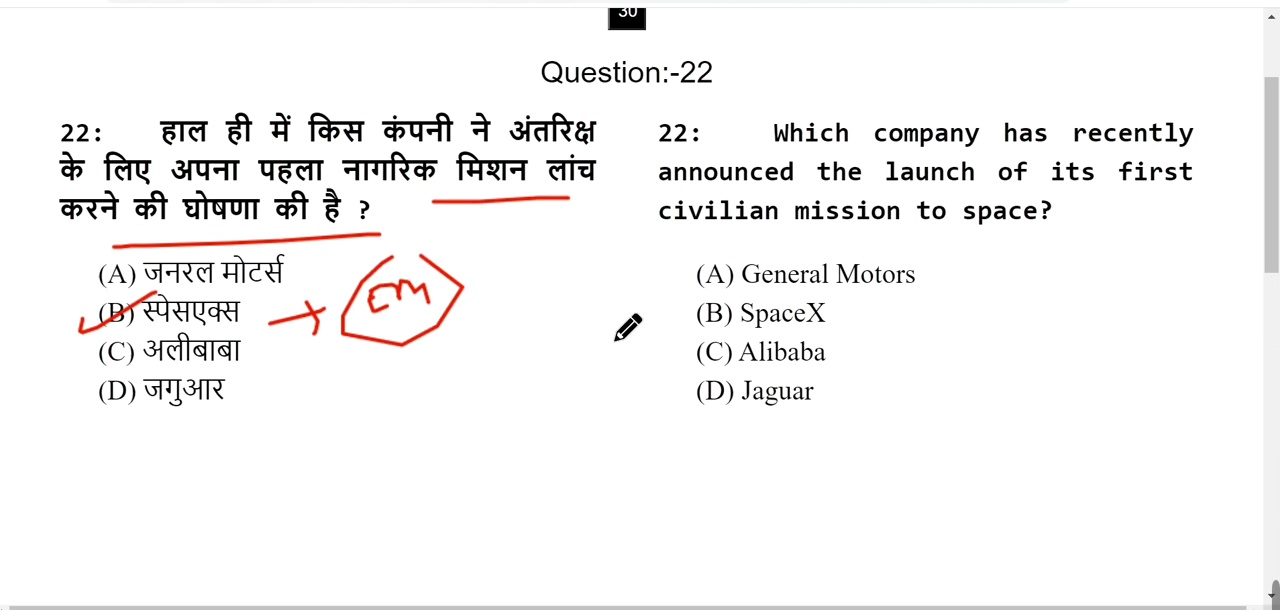 30
Question:-22
22: हाल ही में किस कंपनी ने अंतरिक्ष
के लिए अपना पहला नागरिक मिशन लांच
करने की घोषणा की है ?
(A) जनरल मोटर्स
(B) स्पेसएक्स
EM
(C) अलीबाबा
(D) जगुआर
22: Which company has recently
announced the launch of its first
civilian mission to space?
(A) General Motors
(B) SpaceX
(C) Alibaba
(D) Jaguar